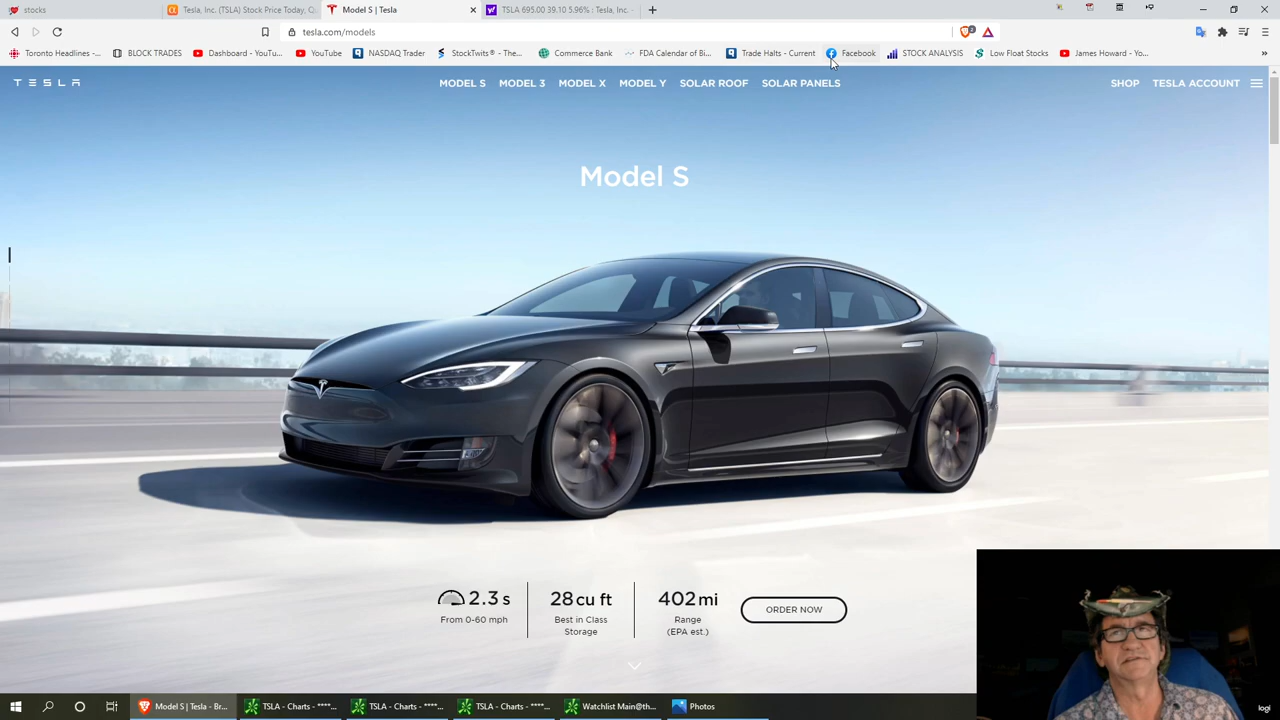 stocks
Tesla, Inc. (TSLA) Stock Price Today, Q
Model S | Tesla
TSLA 695.00 39.10 5.96% : Tesla, Inc. -
tesla.com/models
Toronto Headlines -...
BLOCK TRADES
Dashboard - YouTu...
YouTube
NASDAQ Trader
StockTwits® - The...
Commerce Bank
FDA Calendar of Bi...
Trade Halts - Current
Facebook
STOCK ANALYSIS
Low Float Stocks
James Howard - Yo...
TESLA
MODEL S
MODEL 3
MODEL X
MODEL Y
SOLAR ROOF
SOLAR PANELS
SHOP
TESLA ACCOUNT
Model S
2.3 s
From 0-60 mph
28 cu ft
Best in Class
Storage
402 mi
Range
(EPA est.)
ORDER NOW
Model S | Tesla - Br...
TSLA - Charts - ****...
TSLA - Charts - ****...
TSLA - Charts - ****...
Watchlist Main@th...
Photos
logi